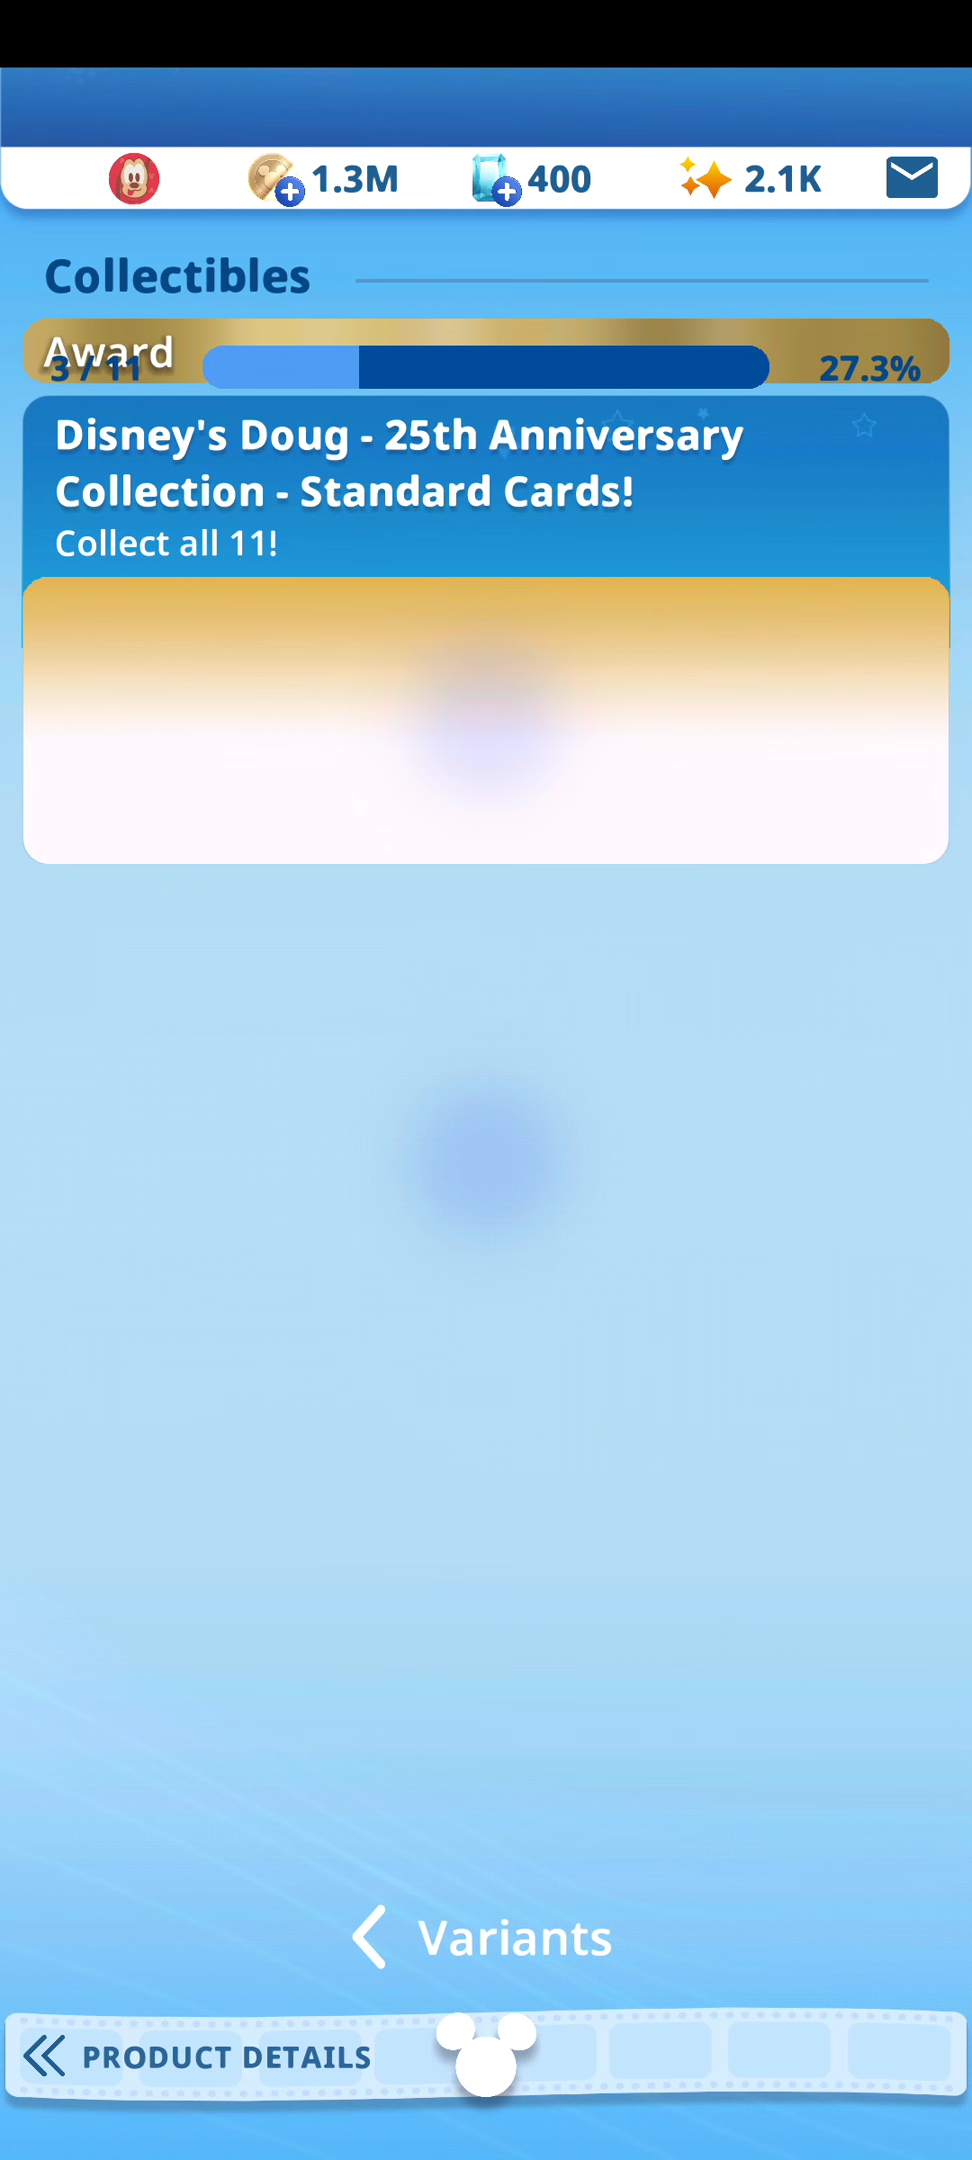 1.3M
400
2.1K
Collectibles
Award
3 / 11
27.3%
Disney's Doug - 25th Anniversary
Collection - Standard Cards!
Collect all 11!
Variants
PRODUCT DETAILS